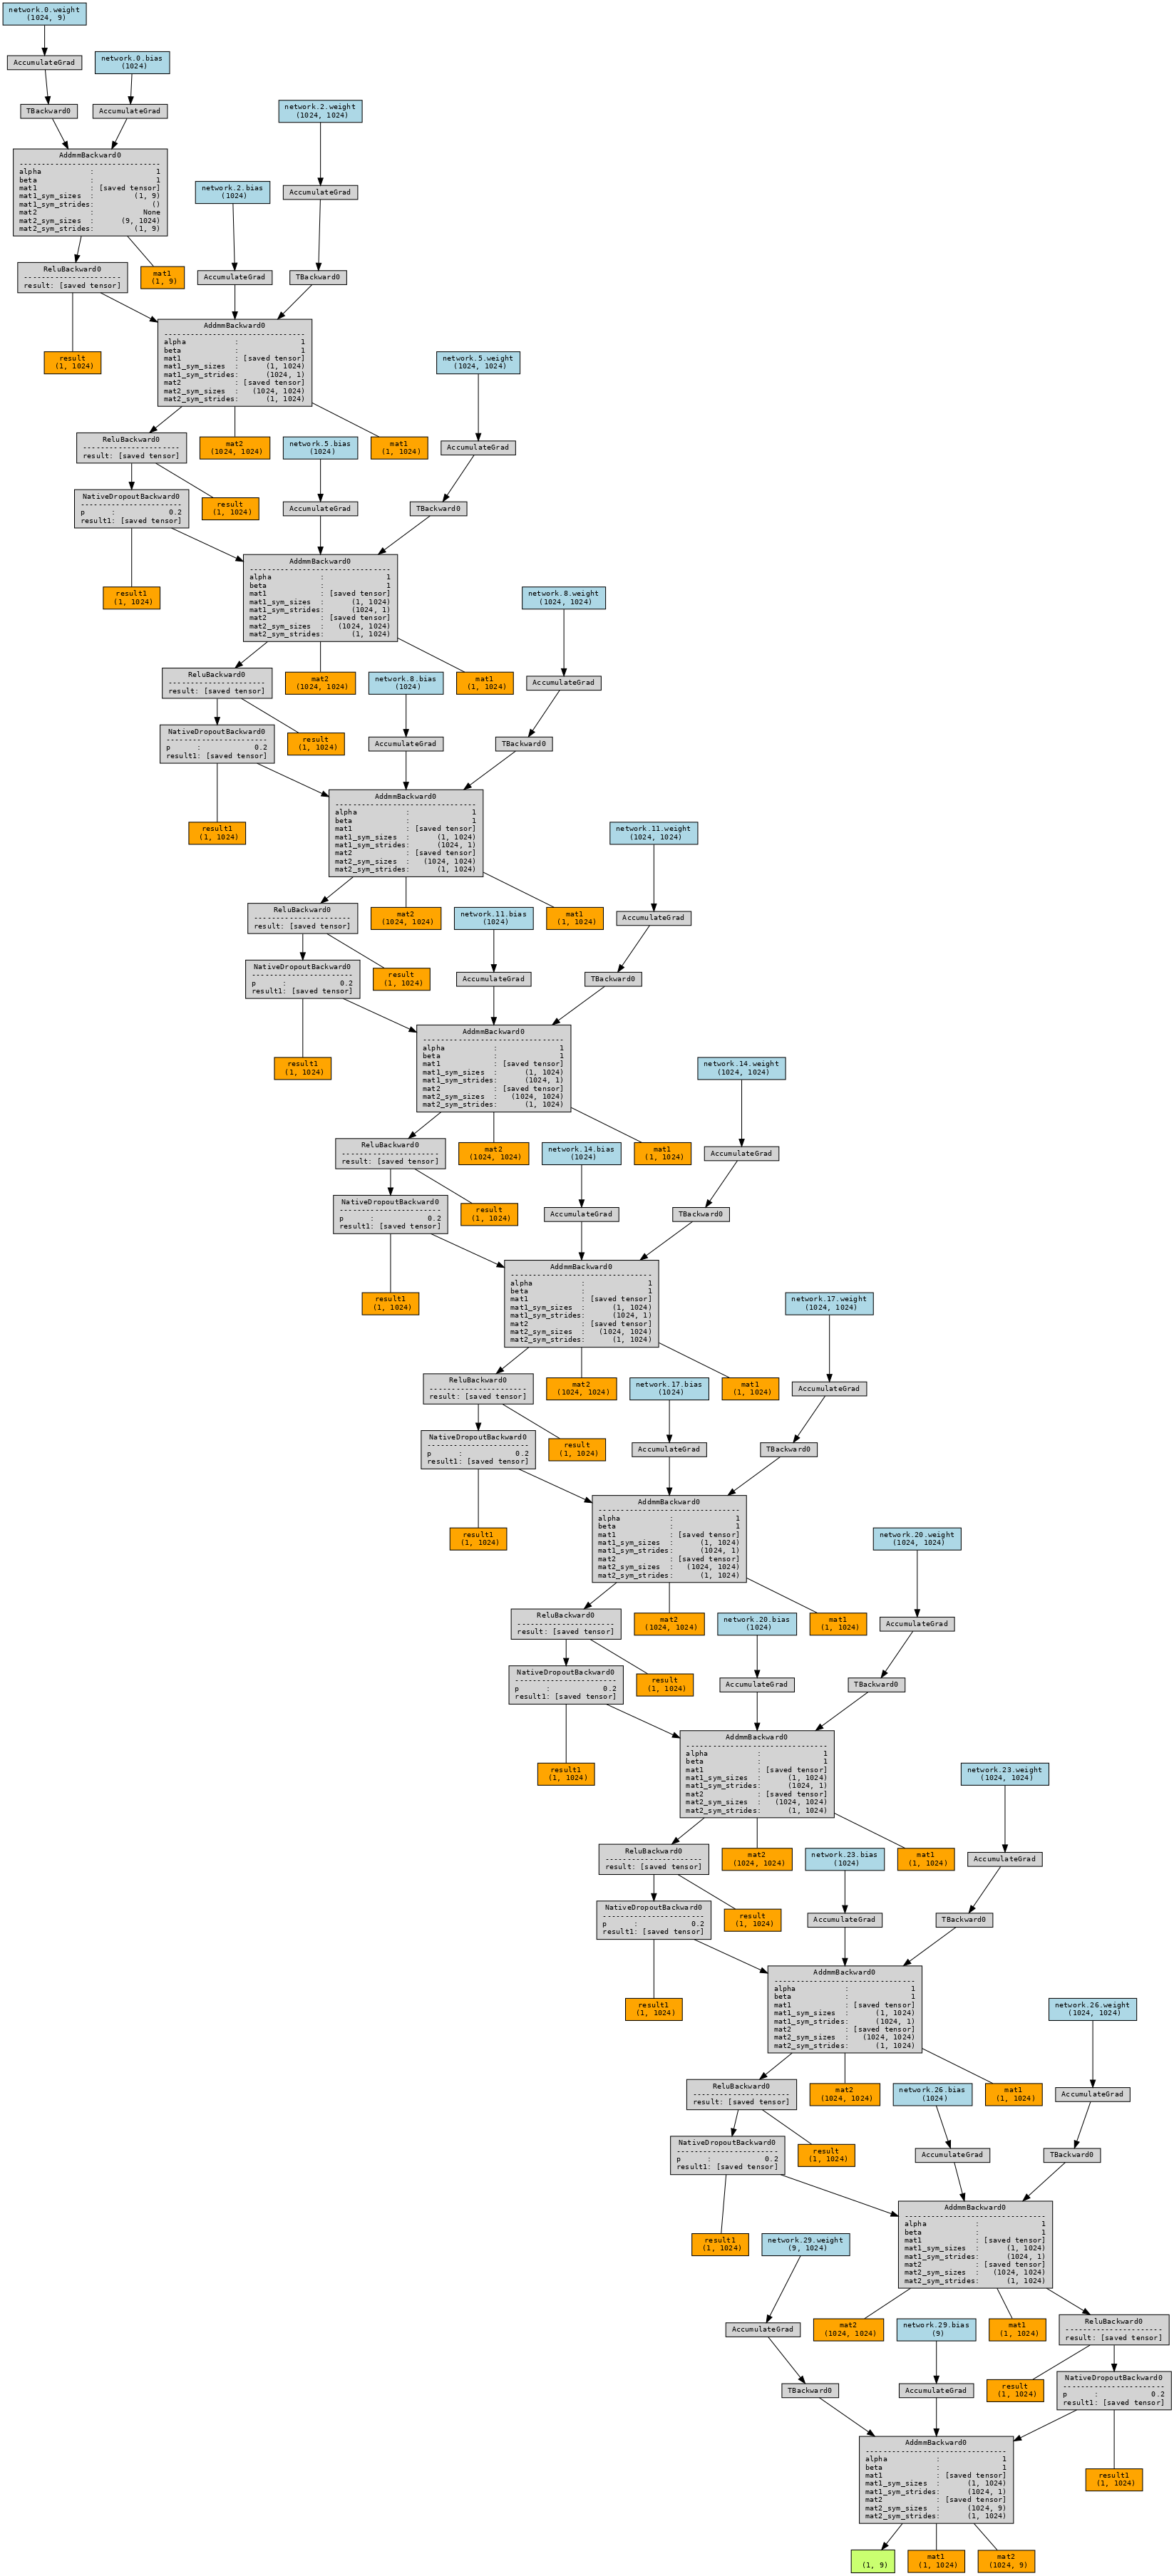 network.0.weight
(1024, 9)
AccumulateGrad
network.0.bias
(1024)
TBackward0
AccumulateGrad
network.2.weight
(1024, 1024)
AddmmBackward0
--------------------------------
alpha           :              1
beta            :              1
mat1            : [saved tensor]
mat1_sym_sizes  :         (1, 9)
mat1_sym_strides:             ()
mat2            :           None
mat2_sym_sizes  :      (9, 1024)
mat2_sym_strides:         (1, 9)
network.2.bias
(1024)
AccumulateGrad
ReluBackward0
----------------------
result: [saved tensor]
mat1
(1, 9)
AccumulateGrad
TBackward0
result
(1, 1024)
AddmmBackward0
--------------------------------
alpha           :              1
beta            :              1
mat1            : [saved tensor]
mat1_sym_sizes  :      (1, 1024)
mat1_sym_strides:      (1024, 1)
mat2            : [saved tensor]
mat2_sym_sizes  :   (1024, 1024)
mat2_sym_strides:      (1, 1024)
network.5.weight
(1024, 1024)
ReluBackward0
----------------------
result: [saved tensor]
mat2
(1024, 1024)
network.5.bias
(1024)
mat1
(1, 1024)
AccumulateGrad
NativeDropoutBackward0
-----------------------
p      :            0.2
result1: [saved tensor]
result
(1, 1024)
AccumulateGrad
TBackward0
result1
(1, 1024)
AddmmBackward0
--------------------------------
alpha           :              1
beta            :              1
mat1            : [saved tensor]
mat1_sym_sizes  :      (1, 1024)
mat1_sym_strides:      (1024, 1)
mat2            : [saved tensor]
mat2_sym_sizes  :   (1024, 1024)
mat2_sym_strides:      (1, 1024)
network.8.weight
(1024, 1024)
ReluBackward0
----------------------
result: [saved tensor]
mat2
(1024, 1024)
network.8.bias
(1024)
mat1
(1, 1024)
AccumulateGrad
NativeDropoutBackward0
-----------------------
p      :            0.2
result1: [saved tensor]
result
(1, 1024)
AccumulateGrad
TBackward0
result1
(1, 1024)
AddmmBackward0
--------------------------------
alpha           :              1
beta            :              1
mat1            : [saved tensor]
mat1_sym_sizes  :      (1, 1024)
mat1_sym_strides:      (1024, 1)
mat2            : [saved tensor]
mat2_sym_sizes  :   (1024, 1024)
mat2_sym_strides:      (1, 1024)
network.11.weight
(1024, 1024)
ReluBackward0
----------------------
result: [saved tensor]
mat2
(1024, 1024)
network.11.bias
(1024)
mat1
(1, 1024)
AccumulateGrad
NativeDropoutBackward0
-----------------------
p      :            0.2
result1: [saved tensor]
result
(1, 1024)
AccumulateGrad
TBackward0
result1
(1, 1024)
AddmmBackward0
--------------------------------
alpha           :              1
beta            :              1
mat1            : [saved tensor]
mat1_sym_sizes  :      (1, 1024)
mat1_sym_strides:      (1024, 1)
mat2            : [saved tensor]
mat2_sym_sizes  :   (1024, 1024)
mat2_sym_strides:      (1, 1024)
network.14.weight
(1024, 1024)
ReluBackward0
----------------------
result: [saved tensor]
mat2
(1024, 1024)
network.14.bias
(1024)
mat1
(1, 1024)
AccumulateGrad
NativeDropoutBackward0
-----------------------
p      :            0.2
result1: [saved tensor]
result
(1, 1024)
AccumulateGrad
TBackward0
result1
(1, 1024)
AddmmBackward0
--------------------------------
alpha           :              1
beta            :              1
mat1            : [saved tensor]
mat1_sym_sizes  :      (1, 1024)
mat1_sym_strides:      (1024, 1)
mat2            : [saved tensor]
mat2_sym_sizes  :   (1024, 1024)
mat2_sym_strides:      (1, 1024)
network.17.weight
(1024, 1024)
ReluBackward0
----------------------
result: [saved tensor]
mat2
(1024, 1024)
network.17.bias
(1024)
mat1
(1, 1024)
AccumulateGrad
NativeDropoutBackward0
-----------------------
p      :            0.2
result1: [saved tensor]
result
(1, 1024)
AccumulateGrad
TBackward0
result1
(1, 1024)
AddmmBackward0
--------------------------------
alpha           :              1
beta            :              1
mat1            : [saved tensor]
mat1_sym_sizes  :      (1, 1024)
mat1_sym_strides:      (1024, 1)
mat2            : [saved tensor]
mat2_sym_sizes  :   (1024, 1024)
mat2_sym_strides:      (1, 1024)
network.20.weight
(1024, 1024)
ReluBackward0
----------------------
result: [saved tensor]
mat2
(1024, 1024)
network.20.bias
(1024)
mat1
(1, 1024)
AccumulateGrad
NativeDropoutBackward0
-----------------------
p      :            0.2
result1: [saved tensor]
result
(1, 1024)
AccumulateGrad
TBackward0
result1
(1, 1024)
AddmmBackward0
--------------------------------
alpha           :              1
beta            :              1
mat1            : [saved tensor]
mat1_sym_sizes  :      (1, 1024)
mat1_sym_strides:      (1024, 1)
mat2            : [saved tensor]
mat2_sym_sizes  :   (1024, 1024)
mat2_sym_strides:      (1, 1024)
network.23.weight
(1024, 1024)
ReluBackward0
----------------------
result: [saved tensor]
mat2
(1024, 1024)
network.23.bias
(1024)
mat1
(1, 1024)
AccumulateGrad
NativeDropoutBackward0
-----------------------
p      :            0.2
result1: [saved tensor]
result
(1, 1024)
AccumulateGrad
TBackward0
result1
(1, 1024)
AddmmBackward0
--------------------------------
alpha           :              1
beta            :              1
mat1            : [saved tensor]
mat1_sym_sizes  :      (1, 1024)
mat1_sym_strides:      (1024, 1)
mat2            : [saved tensor]
mat2_sym_sizes  :   (1024, 1024)
mat2_sym_strides:      (1, 1024)
network.26.weight
(1024, 1024)
ReluBackward0
----------------------
result: [saved tensor]
mat2
(1024, 1024)
network.26.bias
(1024)
mat1
(1, 1024)
AccumulateGrad
NativeDropoutBackward0
-----------------------
p      :            0.2
result1: [saved tensor]
result
(1, 1024)
AccumulateGrad
TBackward0
result1
(1, 1024)
network.29.weight
(9, 1024)
AddmmBackward0
--------------------------------
alpha           :              1
beta            :              1
mat1            : [saved tensor]
mat1_sym_sizes  :      (1, 1024)
mat1_sym_strides:      (1024, 1)
mat2            : [saved tensor]
mat2_sym_sizes  :   (1024, 1024)
mat2_sym_strides:      (1, 1024)
AccumulateGrad
mat2
(1024, 1024)
network.29.bias
(9)
mat1
(1, 1024)
ReluBackward0
----------------------
result: [saved tensor]
TBackward0
AccumulateGrad
result
(1, 1024)
NativeDropoutBackward0
-----------------------
p      :            0.2
result1: [saved tensor]
AddmmBackward0
--------------------------------
alpha           :              1
beta            :              1
mat1            : [saved tensor]
mat1_sym_sizes  :      (1, 1024)
mat1_sym_strides:      (1024, 1)
mat2            : [saved tensor]
mat2_sym_sizes  :      (1024, 9)
mat2_sym_strides:      (1, 1024)
result1
(1, 1024)
(1, 9)
mat1
(1, 1024)
mat2
(1024, 9)